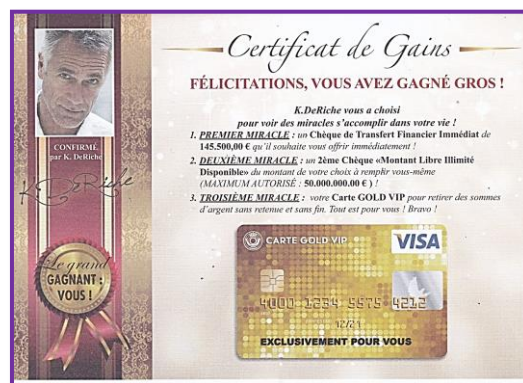 Certificat de Gains
FÉLICITATIONS, VOUS AVEZ GAGNÉ GROS !
K.DeRiche vous a choisi
pour voir des miracles s'accomplir dans votre vie !
1. PREMIER MIRACLE : un Chèque de Transfert Financier Immédiat de
145.500,00 € qu'il souhaite vous offrir immédiatement !
2. DEUXIÈME MIRACLE : un 2ème Chèque «Montant Libre Illimité
Disponible» du montant de votre choix à remplir vous-même
(MAXIMUM AUTORISÉ : 50.000.000.00 € ) !
3. TROISIÈME MIRACLE : votre Carte GOLD VIP pour retirer des sommes
d'argent sans retenue et sans fin. Tout est pour vous ! Bravo !
CONFIRMÉ
par K. DeRiche
K.DeRiche
Le grand
GAGNANT :
VOUS !
CARTE GOLD VIP
VISA
4000 1234 5675 4212
12/21
EXCLUSIVEMENT POUR VOUS